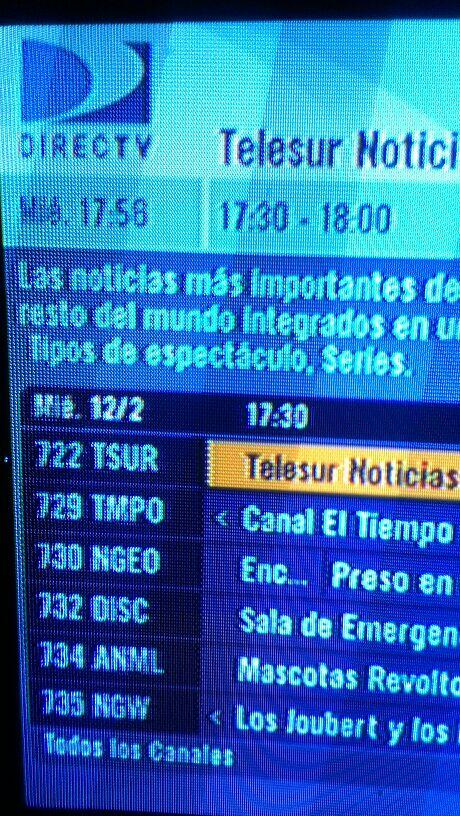 DIRECTV
Telesur Notici
Mié. 17:58
17:30 - 18:00
Las noticias más importantes de
resto del mundo integrados en u
Tipos de espectáculo. Series.
Mié. 12/2
17:30
722 TSUR
Telesur Noticias
729 TMPO
< Canal El Tiempo
730 NGEO
Enc... Preso en
732 DISC
Sala de Emergen
734 ANML
Mascotas Revolto
735 NGW
< Los Joubert y los
Todos los Canales